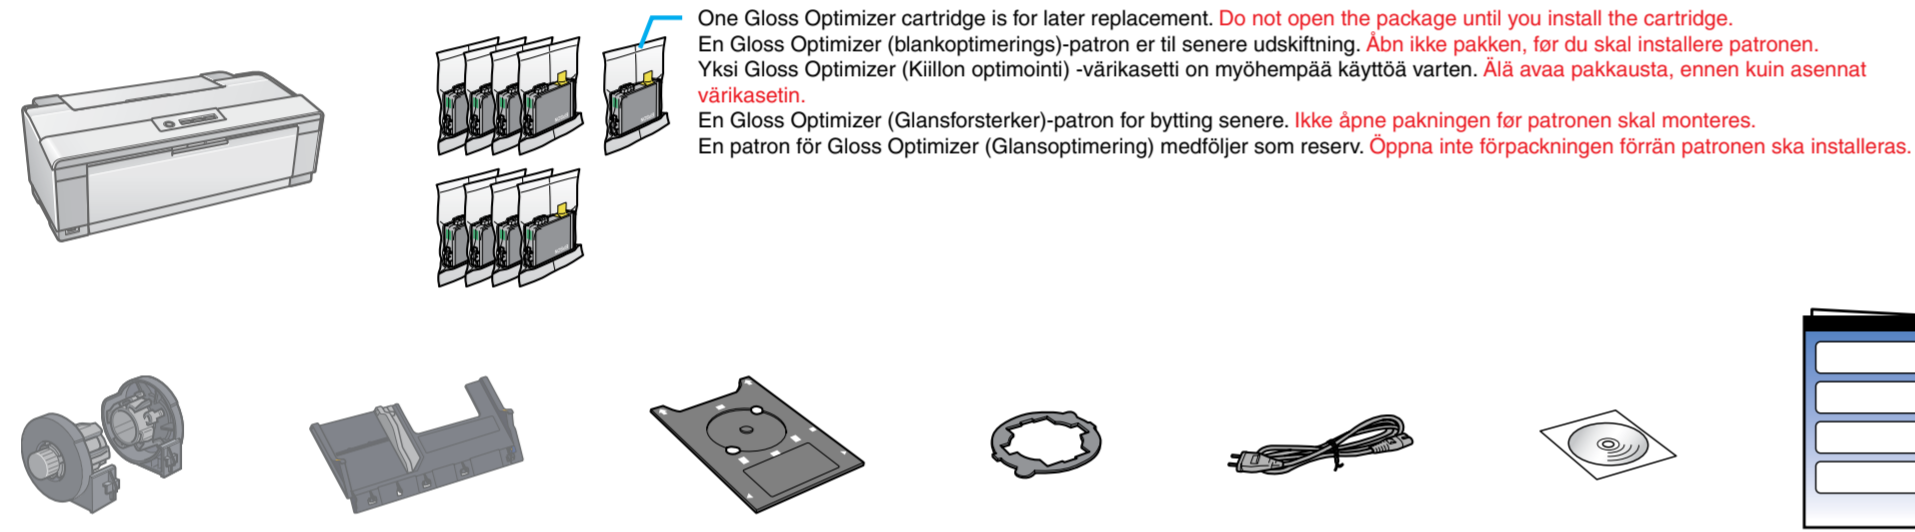 One Gloss Optimizer cartridge is for later replacement. Do not open the package until you install the cartridge.
En Gloss Optimizer (blankoptimerings)-patron er til senere udskiftning. Åbn ikke pakken, før du skal installere patronen.
Yksi Gloss Optimizer (Kiillon optimointi) -värikasetti on myöhempää käyttöä varten. Älä avaa pakkausta, ennen kuin asennat
värikasetin.
En Gloss Optimizer (Glansforsterker)-patron for bytting senere. Ikke åpne pakningen før patronen skal monteres.
En patron för Gloss Optimizer (Glansoptimering) medföljer som reserv. Öppna inte förpackningen förrän patronen ska installeras.